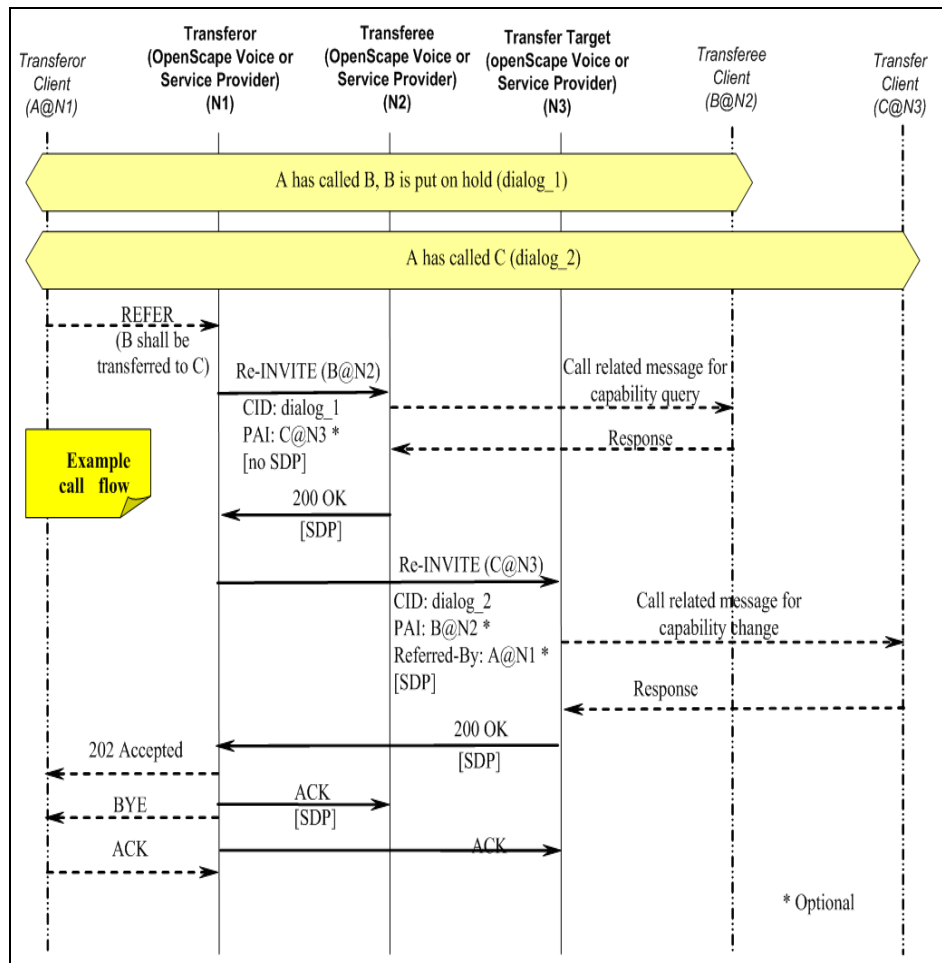 Transferor
Client
(A@N1)
Transferor
(OpenScape Voice or
Service Provider)
(N1)
Transferee
(OpenScape Voice or
Service Provider)
(N2)
Transfer Target
(openScape Voice or
Service Provider)
(N3)
Transferee
Client
(B@N2)
Transfer
Client
(C@N3)
A has called B, B is put on hold (dialog_1)
A has called C (dialog_2)
REFER
(B shall be
transferred to C)
Re-INVITE (B@N2)
CID: dialog_1
PAI: C@N3 *
[no SDP]
Call related message for
capability query
Response
Example
call flow
200 OK
[SDP]
Re-INVITE (C@N3)
CID: dialog_2
PAI: B@N2 *
Referred-By: A@N1 *
[SDP]
Call related message for
capability change
Response
200 OK
[SDP]
202 Accepted
BYE
ACK
[SDP]
ACK
ACK
* Optional